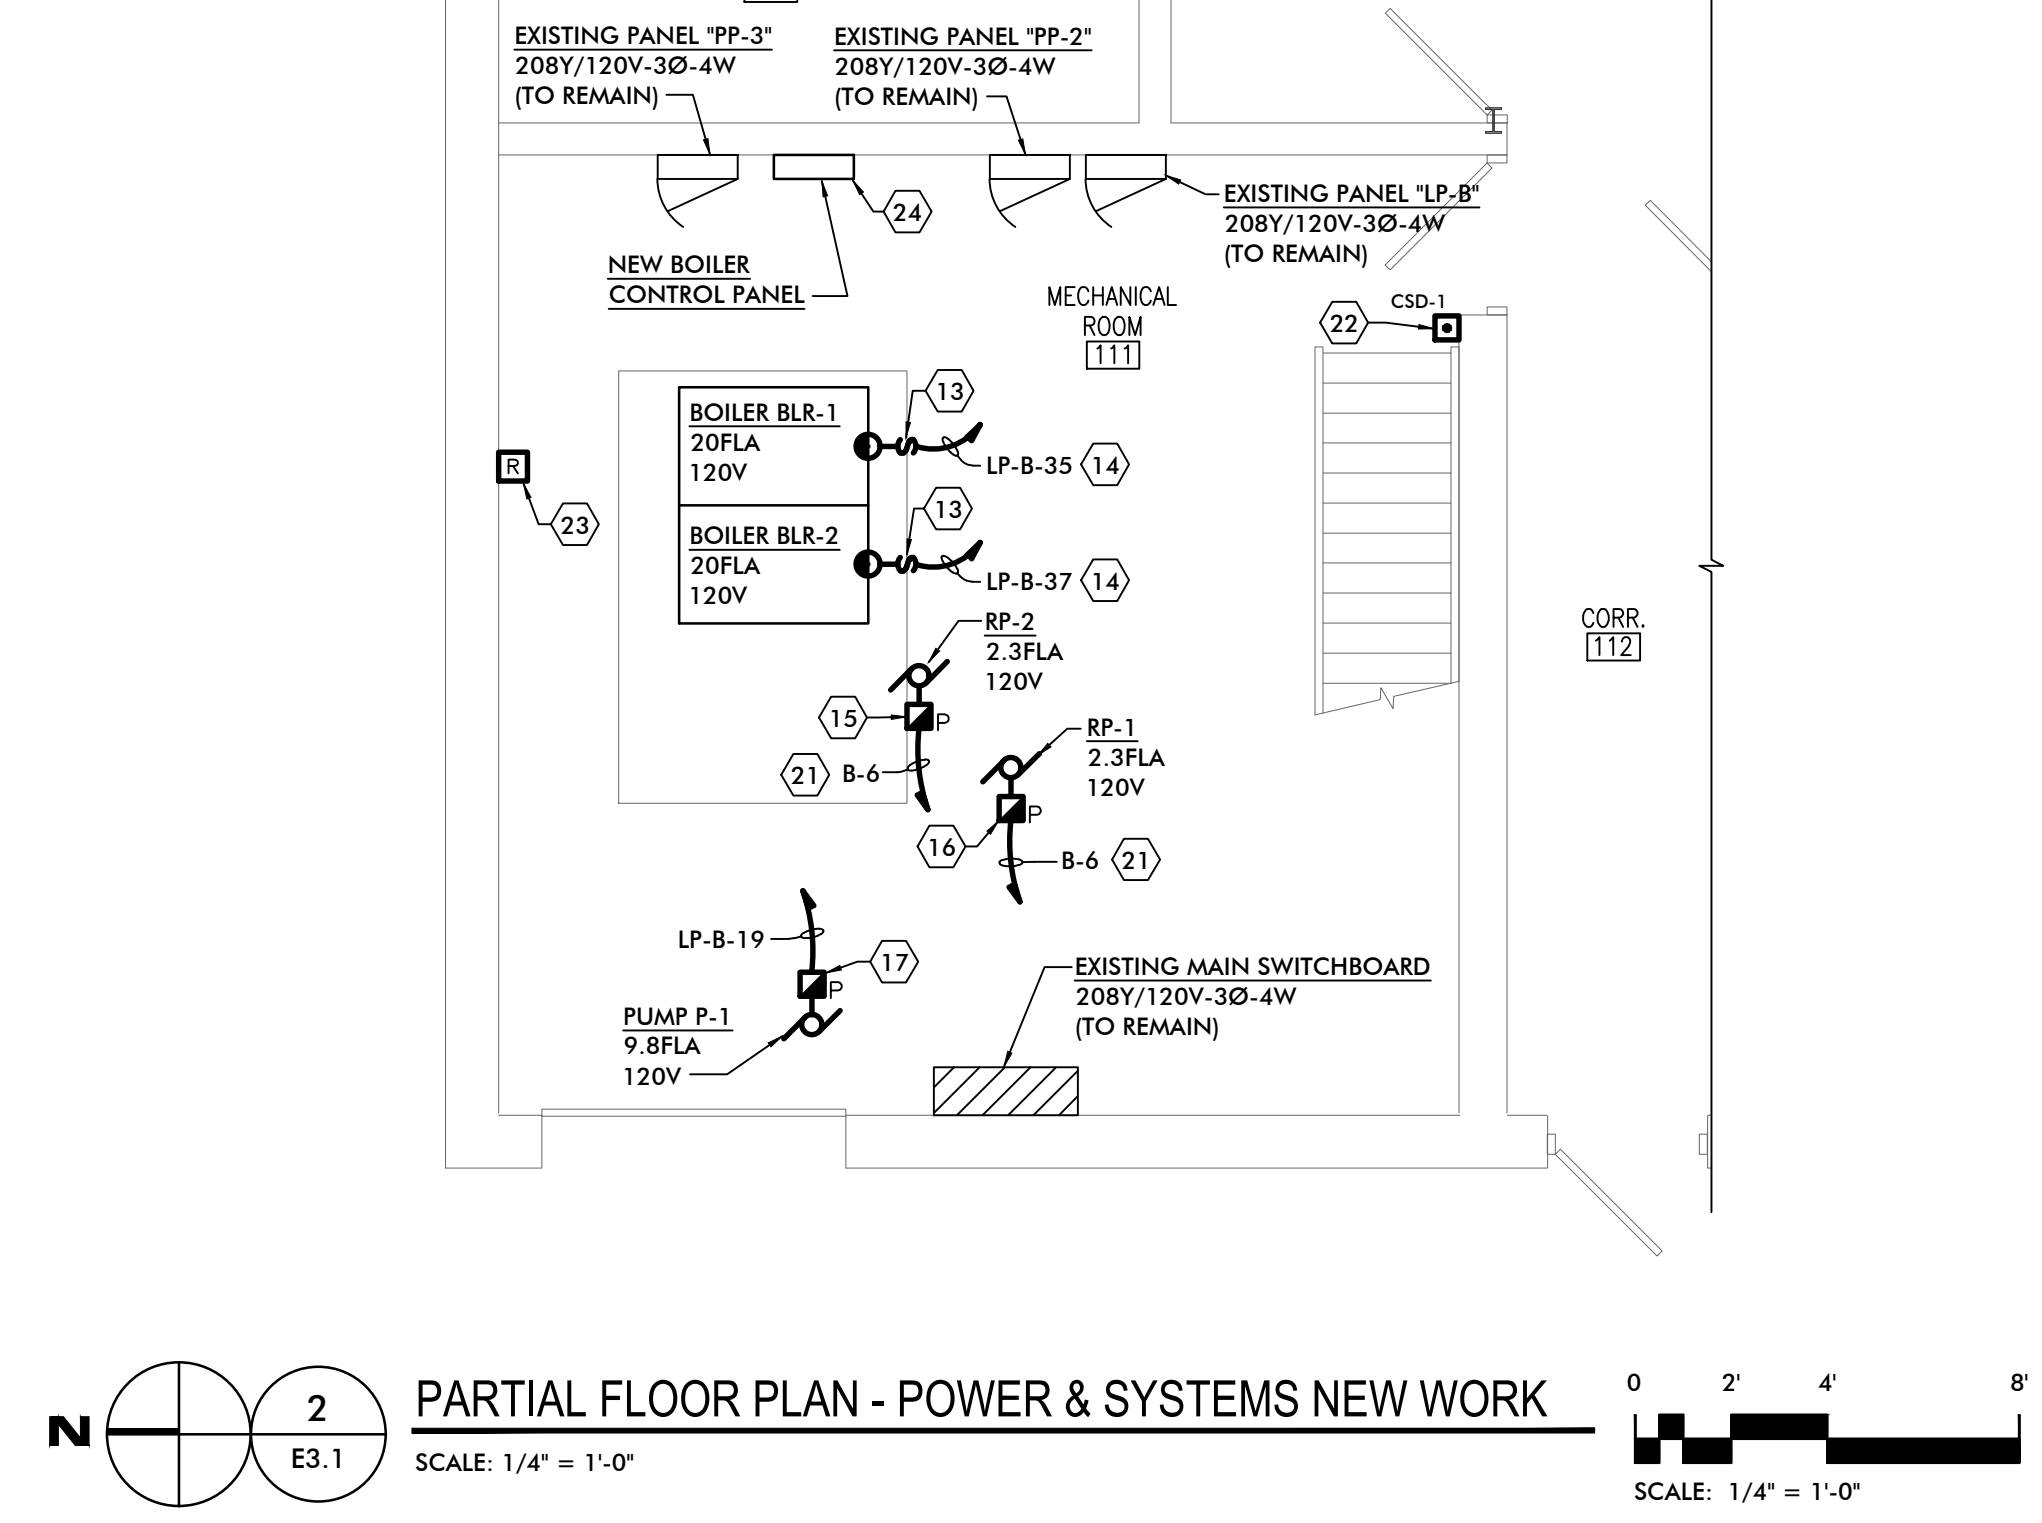 EXISTING PANEL "PP-3"
208Y/120V-3Ø-4W
(TO REMAIN)
EXISTING PANEL "PP-2"
208Y/120V-3Ø-4W
(TO REMAIN)
EXISTING PANEL "LP-B"
208Y/120V-3Ø-4W
(TO REMAIN)
24
NEW BOILER
CONTROL PANEL
MECHANICAL
ROOM
111
CSD-1
22
BOILER BLR-1
20FLA
120V
13
LP-B-35
14
R
23
BOILER BLR-2
20FLA
120V
13
LP-B-37
14
RP-2
2.3FLA
120V
CORR.
112
15
P
21
B-6
RP-1
2.3FLA
120V
P
16
B-6
21
LP-B-19
17
P
PUMP P-1
9.8FLA
120V
EXISTING MAIN SWITCHBOARD
208Y/120V-3Ø-4W
(TO REMAIN)
N
2
E3.1
PARTIAL FLOOR PLAN - POWER & SYSTEMS NEW WORK
SCALE: 1/4" = 1'-0"
0 2' 4' 8'
SCALE: 1/4" = 1'-0"